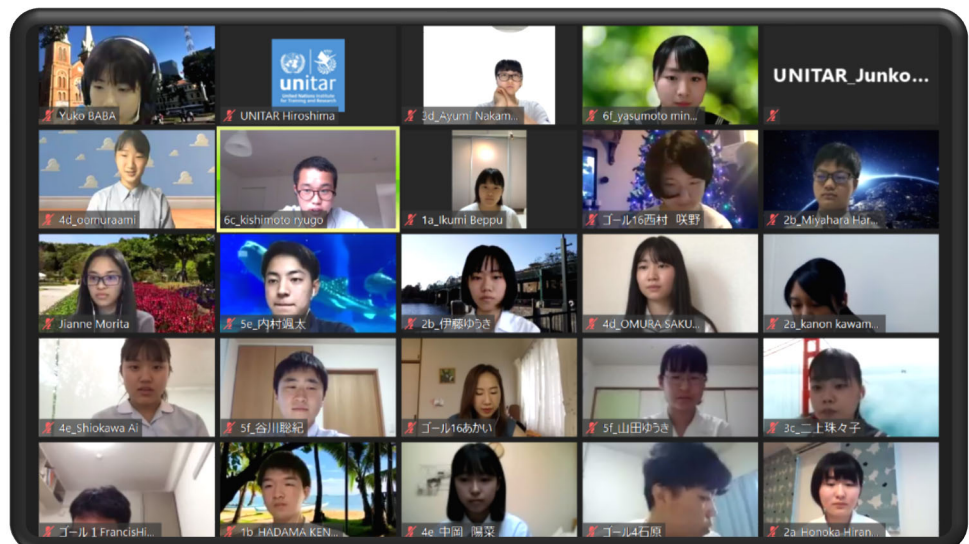 Yuko BABA
unitar
United Nations Institute
for Training and Research
UNITAR Hiroshima
3d_Ayumi Nakam...
6f_yasumoto min...
UNITAR_Junko...
4d_oomuraami
6c_kishimoto ryugo
1a_Ikumi Beppu
ゴール16西村 咲野
2b_Miyahara Har...
Jianne Morita
5e_内村颯太
2b_伊藤ゆうき
4d_OMURA SAKU...
2a_kanon kawam...
4e_Shiokawa Ai
5f_谷川聡紀
ゴール16あかい
5f_山田ゆうき
3c_二上珠々子
ゴール 1 FrancisHi...
1b_HADAMA KEN...
4e_中岡 陽菜
ゴール4石原
2a_Honoka Hiran...